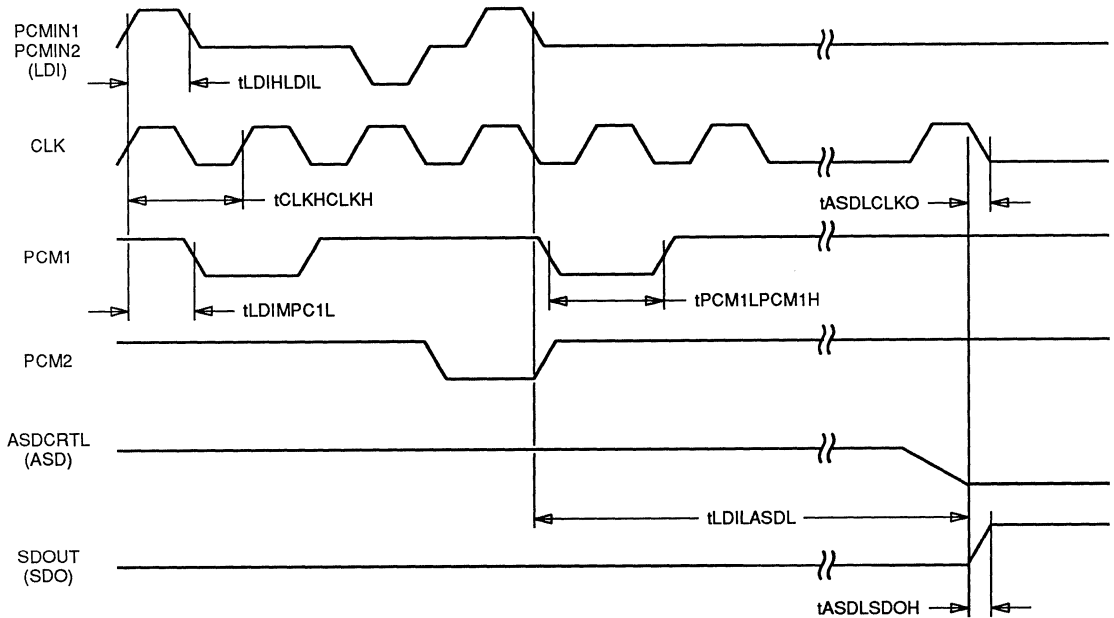 PCMIN1
PCMIN2
(LDI)
tLDIHLDIL
CLK
tCLKHCLKH
tASDLCLKO
PCM1
tLDIMPC1L
tPCM1LPCM1H
PCM2
ASDCRTL
(ASD)
tLDILASDL
SDOUT
(SDO)
tASDLSDOH